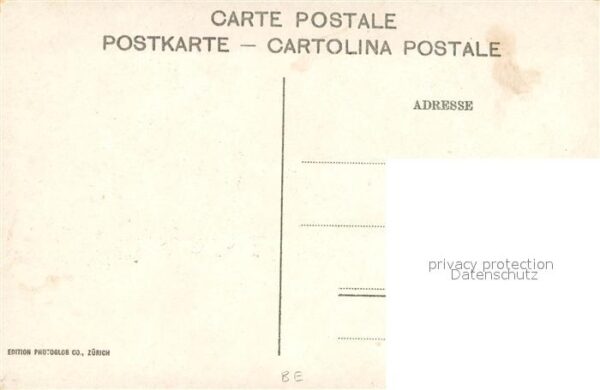 CARTE POSTALE
POSTKARTE — CARTOLINA POSTALE
ADRESSE
privacy protection
Datenschutz
EDITION PHOTOGLOB CO., ZÜRICH
BE